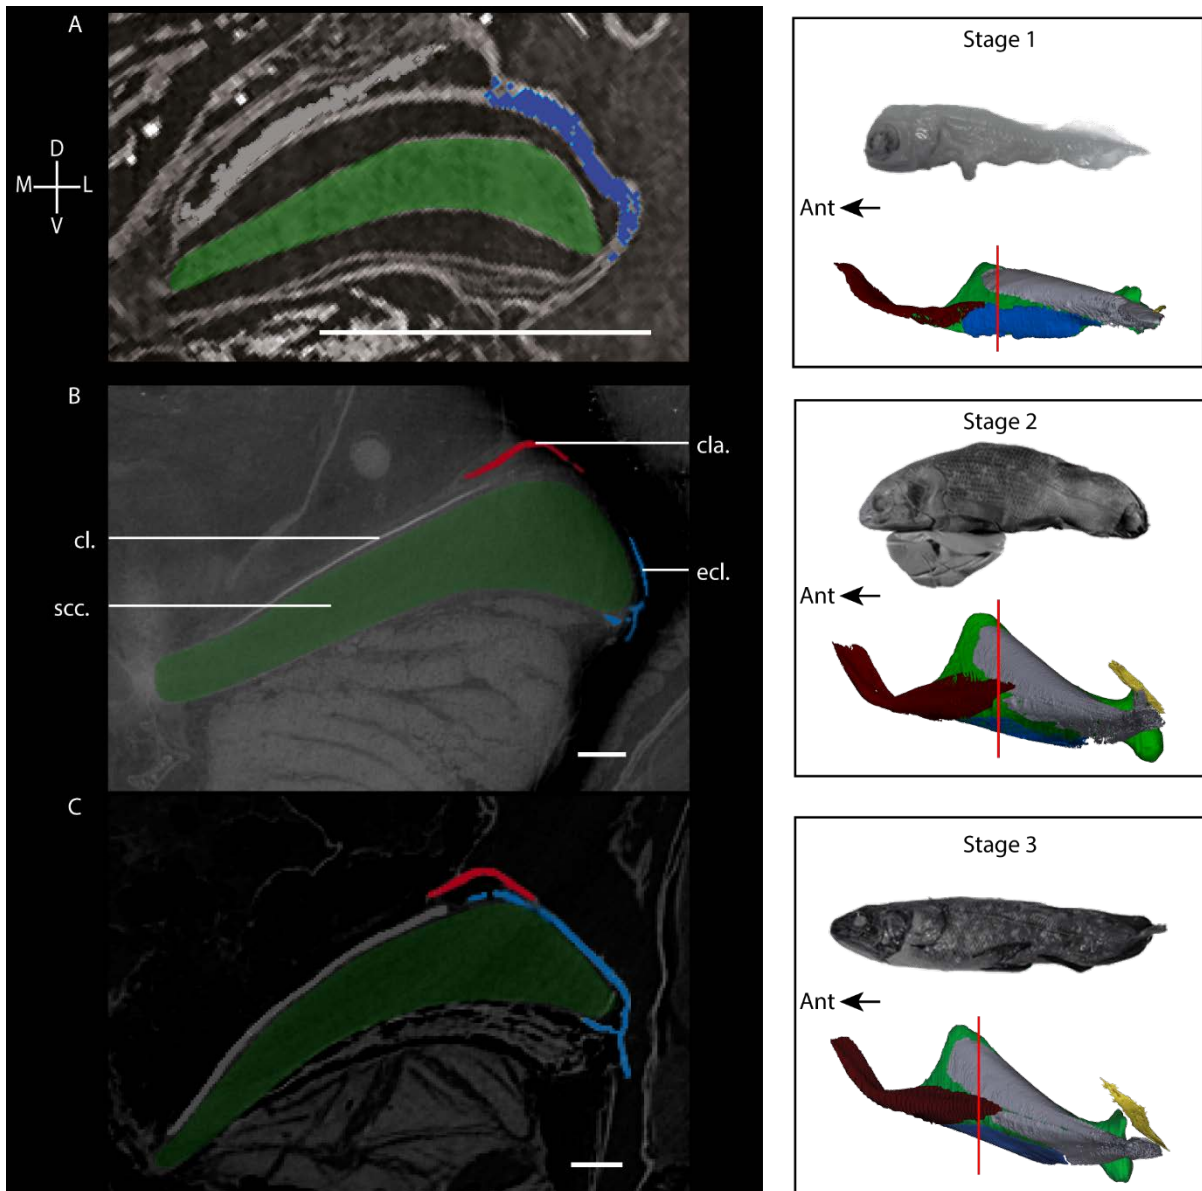 A
D
M L
V
B
cla.
cl.
ecl.
scc.
C
Stage 1
Ant
Stage 2
Ant
Stage 3
Ant